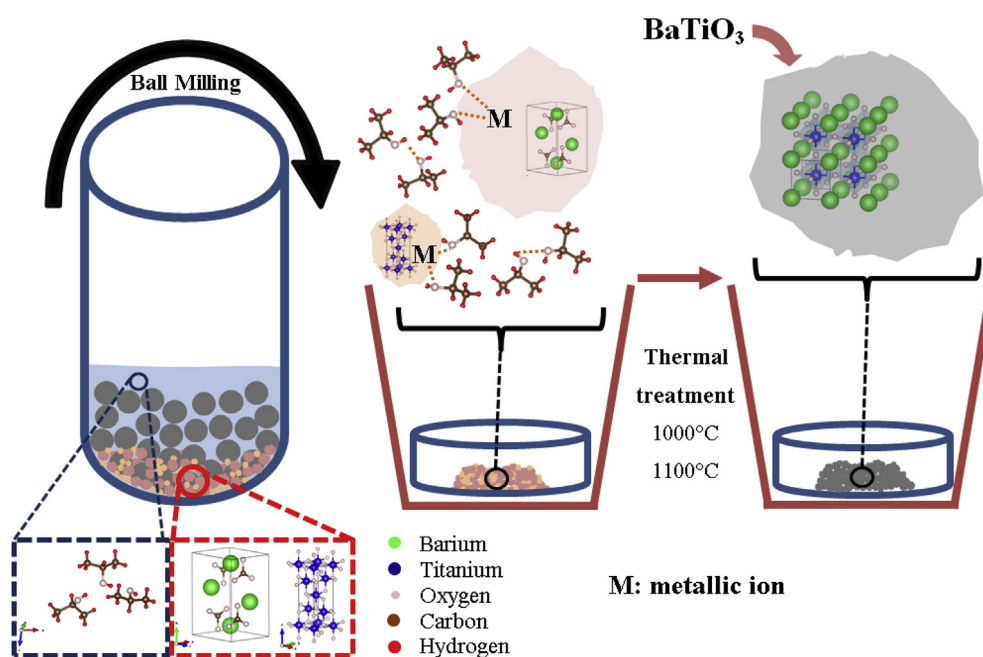 Ball Milling
M
M
BaTiO₃
Thermal
treatment
1000°C
1100°C
Barium
Titanium
Oxygen
Carbon
Hydrogen
M: metallic ion